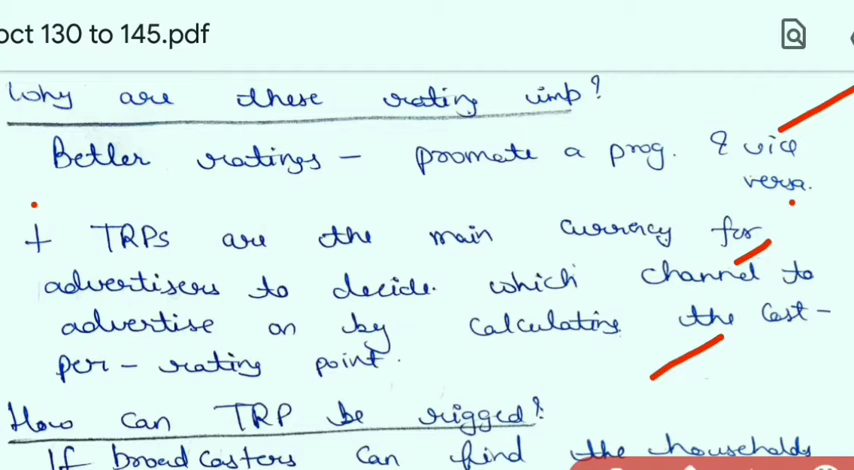 oct 130 to 145.pdf
Why are these rating imp?
Better ratings – promote a prog. & vice
versa.
+ TRPs are the main currency for
advertisers to decide which channel to
advertise on by calculating the cost –
per – rating point.
How can TRP be rigged?
If broadcasters can find the households